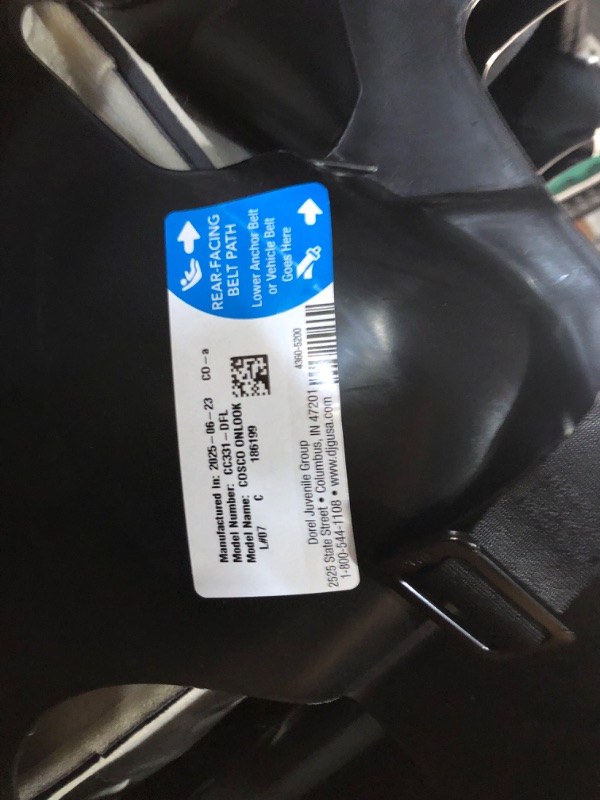 REAR-FACING
BELT PATH
Lower Anchor Belt
or Vehicle Belt
Goes Here
Manufactured In: 2025-06-23 CO-a
Model Number: CC331-DFL
Model Name: COSCO ONLOOK
L#07 C 186199
4360-5200
Dorel Juvenile Group
2525 State Street • Columbus, IN 47201
1-800-544-1108 • www.djgusa.com